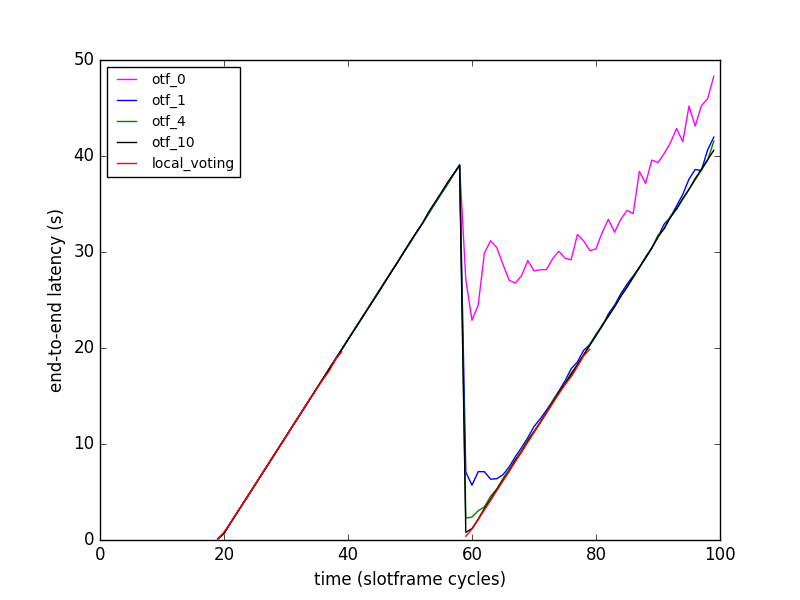 50
40
30
20
10
0
end-to-end latency (s)
otf_0
otf_1
otf_4
otf_10
local_voting
0 20 40 60 80 100
time (slotframe cycles)